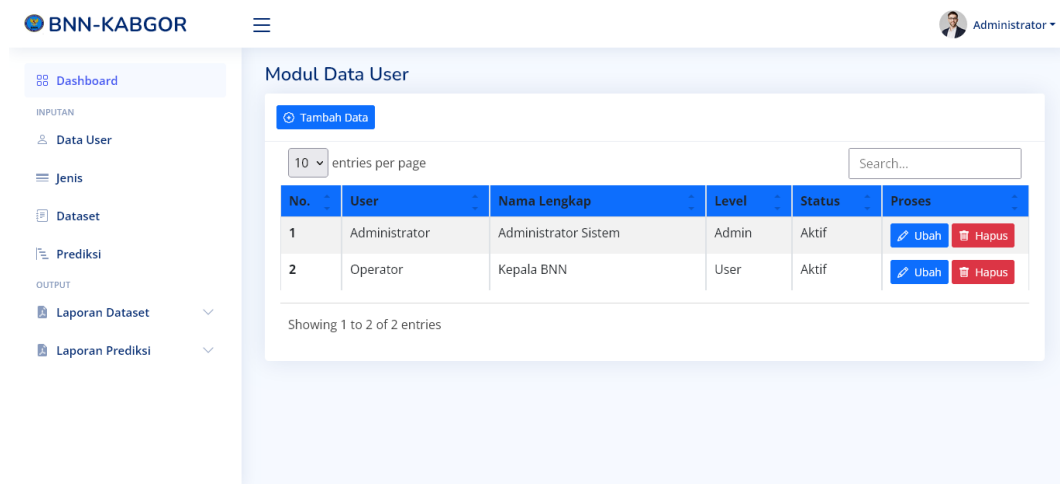 BNN-KABGOR
Administrator
Dashboard
INPUTAN
Data User
Jenis
Dataset
Prediksi
OUTPUT
Laporan Dataset
Laporan Prediksi
Modul Data User
Tambah Data
10 entries per page
Search...
No. User Nama Lengkap Level Status Proses
1 Administrator Administrator Sistem Admin Aktif Ubah Hapus
2 Operator Kepala BNN User Aktif Ubah Hapus
Showing 1 to 2 of 2 entries